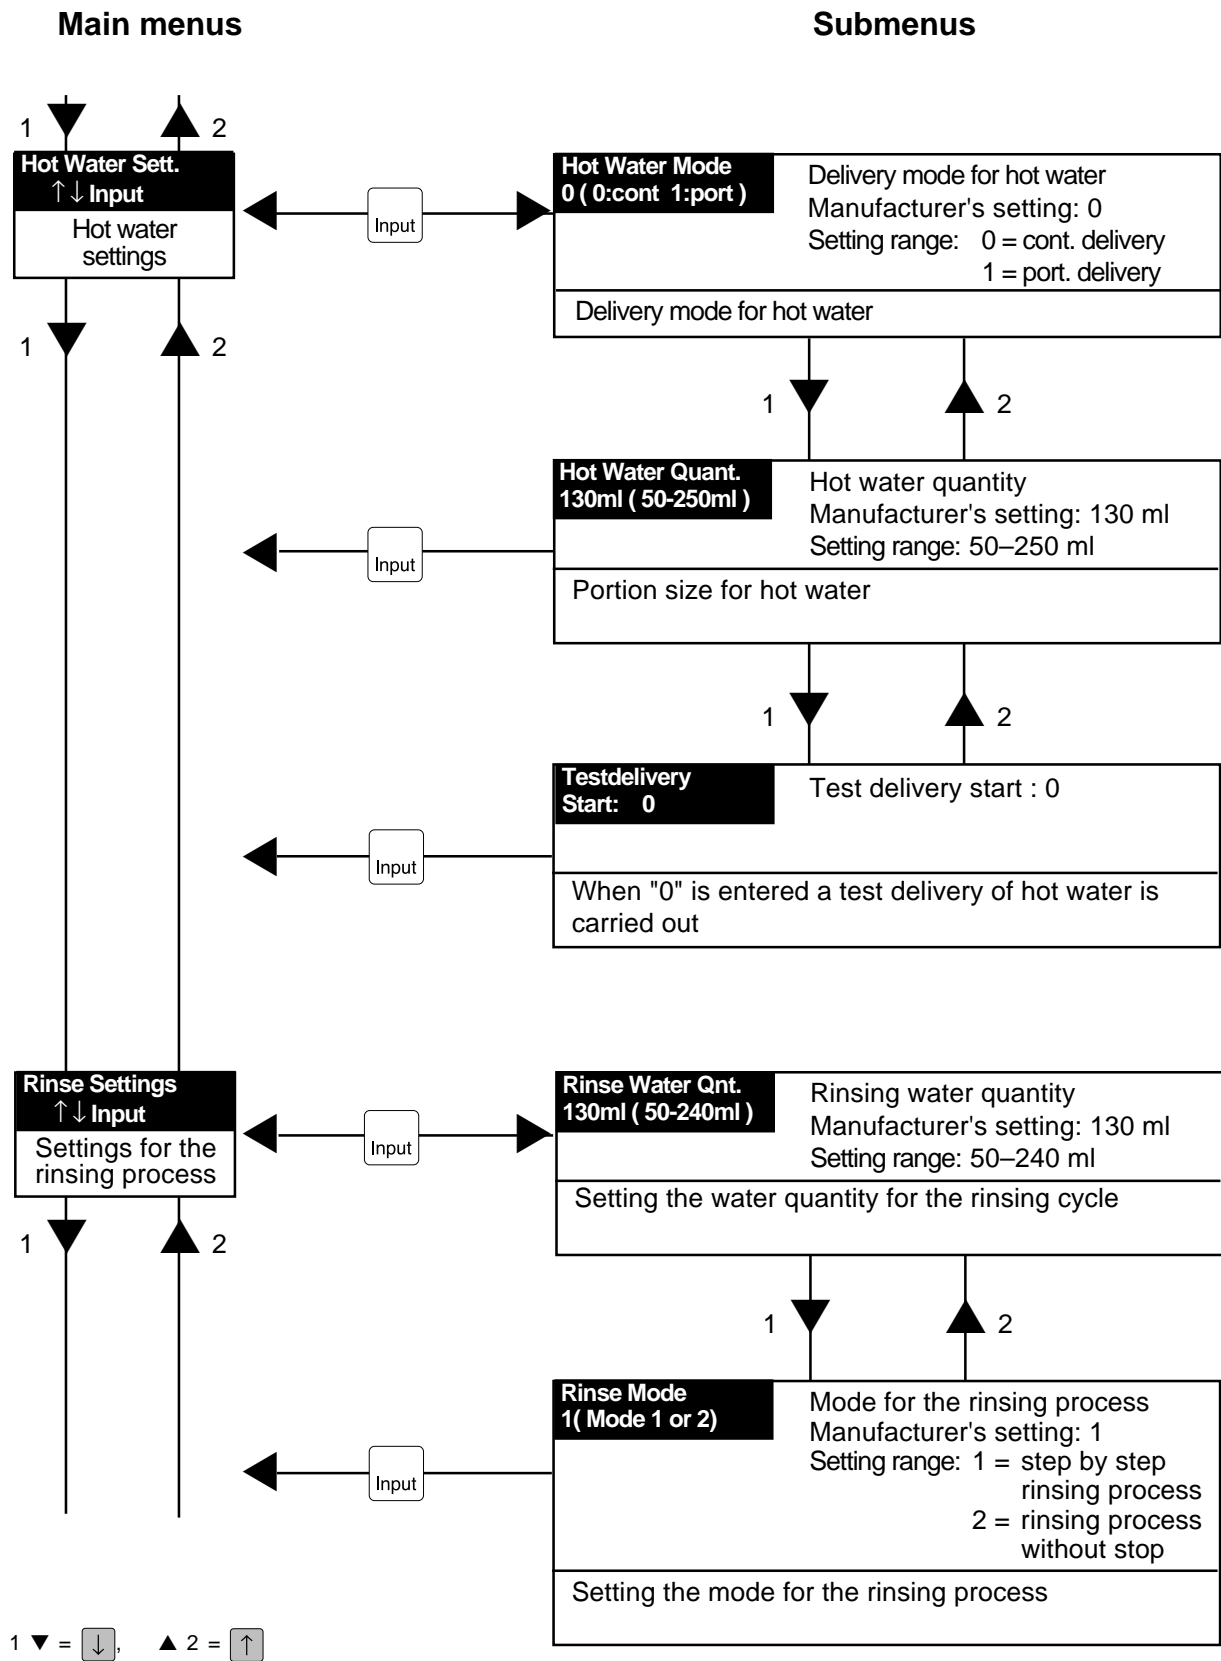 Main menus
Submenus
1
2
Hot Water Sett.
↑↓Input
Hot water
settings
Input
Hot Water Mode
0 ( 0:cont 1:port )
Delivery mode for hot water
Manufacturer's setting: 0
Setting range: 0 = cont. delivery
1 = port. delivery
Delivery mode for hot water
1
2
1
2
Hot Water Quant.
130ml ( 50-250ml )
Hot water quantity
Manufacturer's setting: 130 ml
Setting range: 50–250 ml
Input
Portion size for hot water
1
2
Testdelivery
Start: 0
Test delivery start : 0
Input
When "0" is entered a test delivery of hot water is
carried out
Rinse Settings
↑↓Input
Settings for the
rinsing process
Input
Rinse Water Qnt.
130ml ( 50-240ml )
Rinsing water quantity
Manufacturer's setting: 130 ml
Setting range: 50–240 ml
Setting the water quantity for the rinsing cycle
1
2
1
2
Rinse Mode
1( Mode 1 or 2)
Mode for the rinsing process
Manufacturer's setting: 1
Setting range: 1 = step by step
rinsing process
2 = rinsing process
without stop
Input
Setting the mode for the rinsing process
1 ▼ = ↓, ▲ 2 = ↑